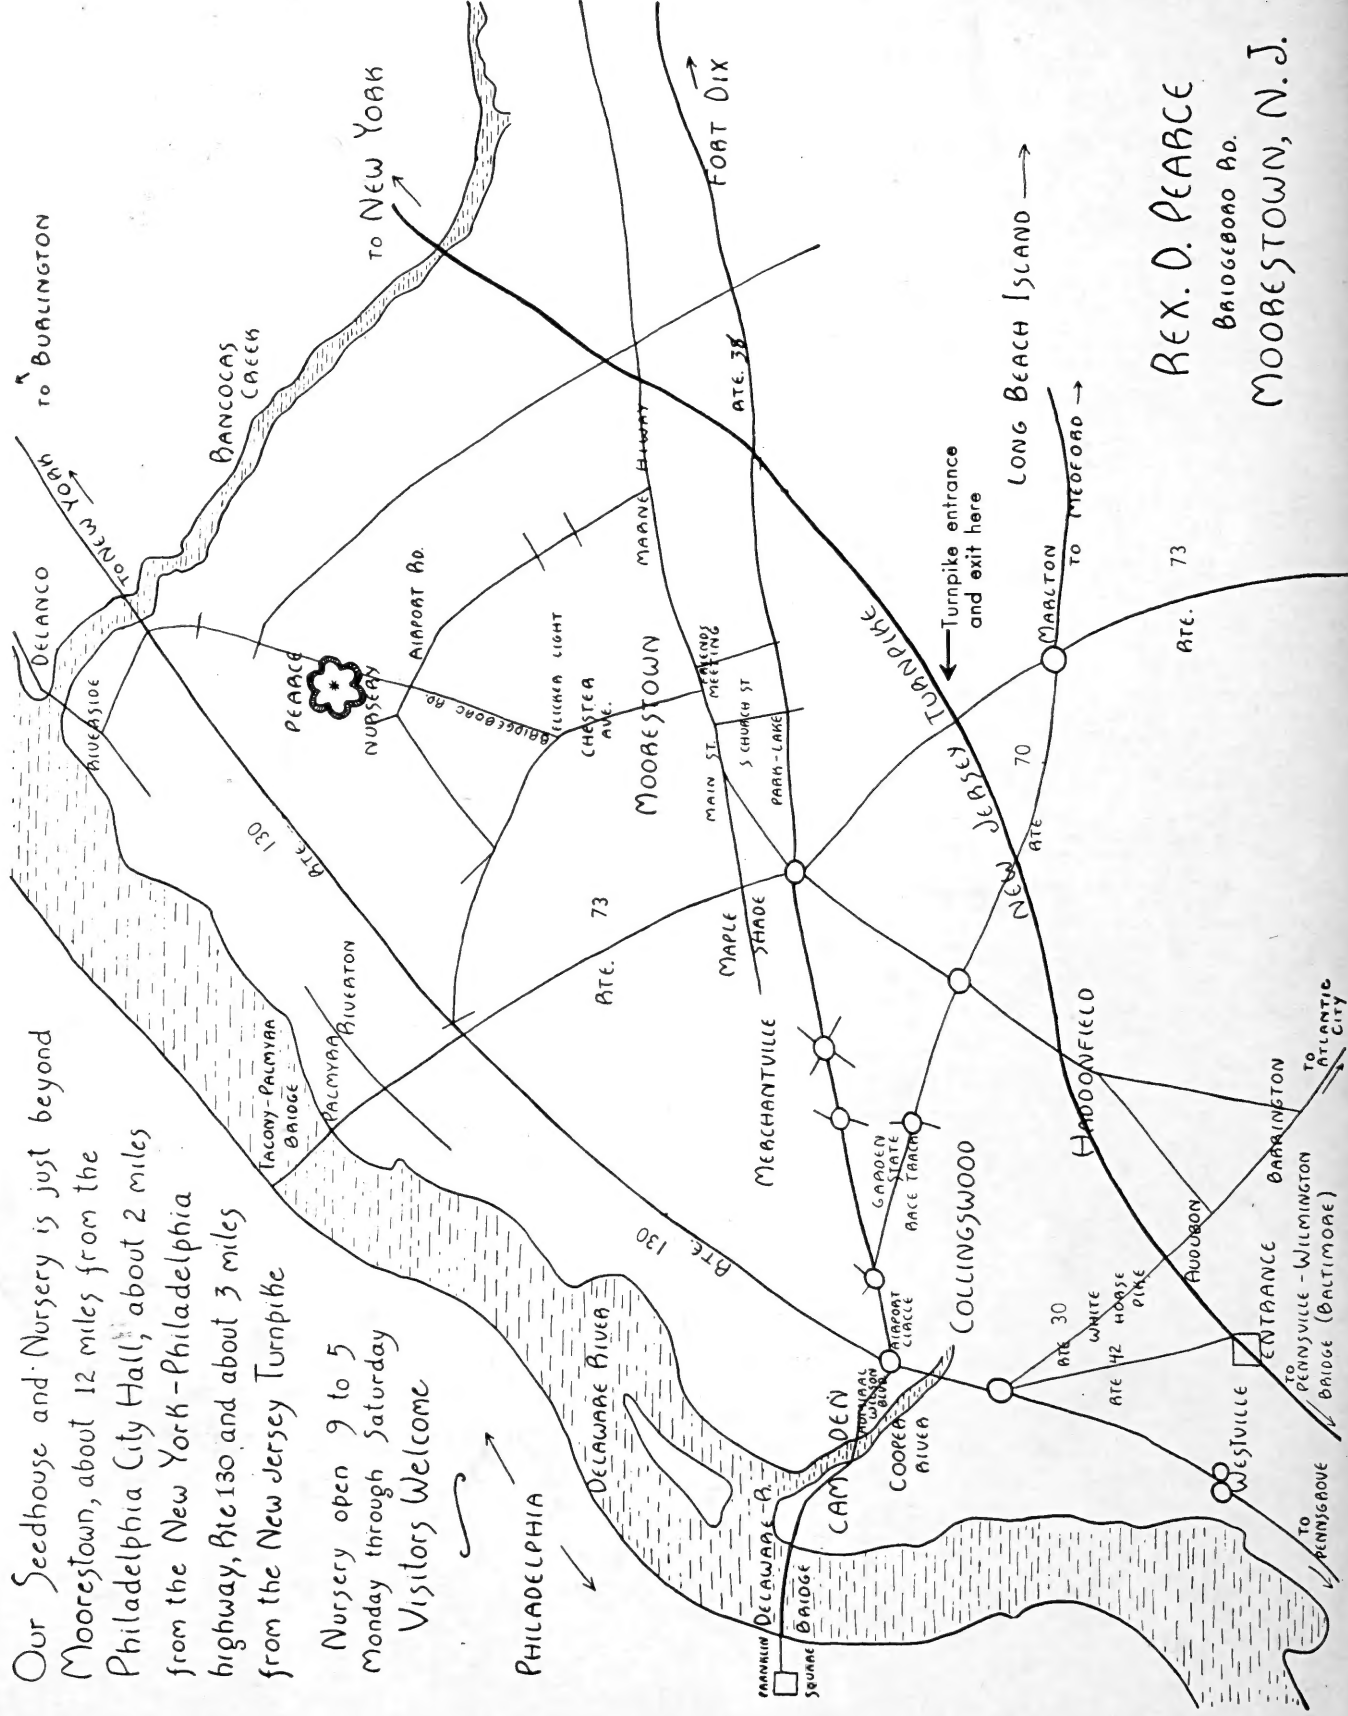 Our Seedhouse and Nursery is just beyond
Moorestown, about 12 miles from the
Philadelphia City Hall, about 2 miles
from the New York-Philadelphia
highway, Rte 130 and about 3 miles
from the New Jersey Turnpike
Nursery open 9 to 5
Monday through Saturday
Visitors Welcome
PHILADELPHIA
DELANCO
TO BURLINGTON
TO NEW YORK
RIVERSIDE
RANCOCAS
CREEK
TO NEW YORK
PEARCE
NURSERY
AIRPORT RD.
BRIDGEBORO RD.
FLICKER LIGHT
CHESTER
AVE.
RTE. 130
TACONY-PALMYRA
BRIDGE
PALMYRA
RIVERTON
RTE. 73
MOORESTOWN
MARNE HIWAY
FRIENDS
MEETING
MAIN ST.
S CHURCH ST
PARK-LAKE
RTE. 38
FORT DIX
MAPLE
SHADE
MERCHANTVILLE
RTE. 130
DELAWARE RIVER
GARDEN
STATE
RACE TRACK
AIRPORT
CIRCLE
ADMIRAL
WILSON
BLVD
CAMDEN
COOPER
RIVER
COLLINGSWOOD
FRANKLIN
SQUARE
DELAWARE-R.
BRIDGE
NEW JERSEY TURNPIKE
Turnpike entrance
and exit here
LONG BEACH ISLAND
MARLTON
TO MEDFORD
RTE 70
RTE. 73
HADDONFIELD
BARRINGTON
TO
ATLANTIC
CITY
AUDUBON
RTE 30
WHITE
HORSE
PIKE
RTE 42
ENTRANCE
TO
PENNSVILLE-WILMINGTON
BRIDGE (BALTIMORE)
WESTVILLE
TO
PENNSGROVE
REX. D. PEARCE
BRIDGEBORO RD.
MOORESTOWN, N.J.